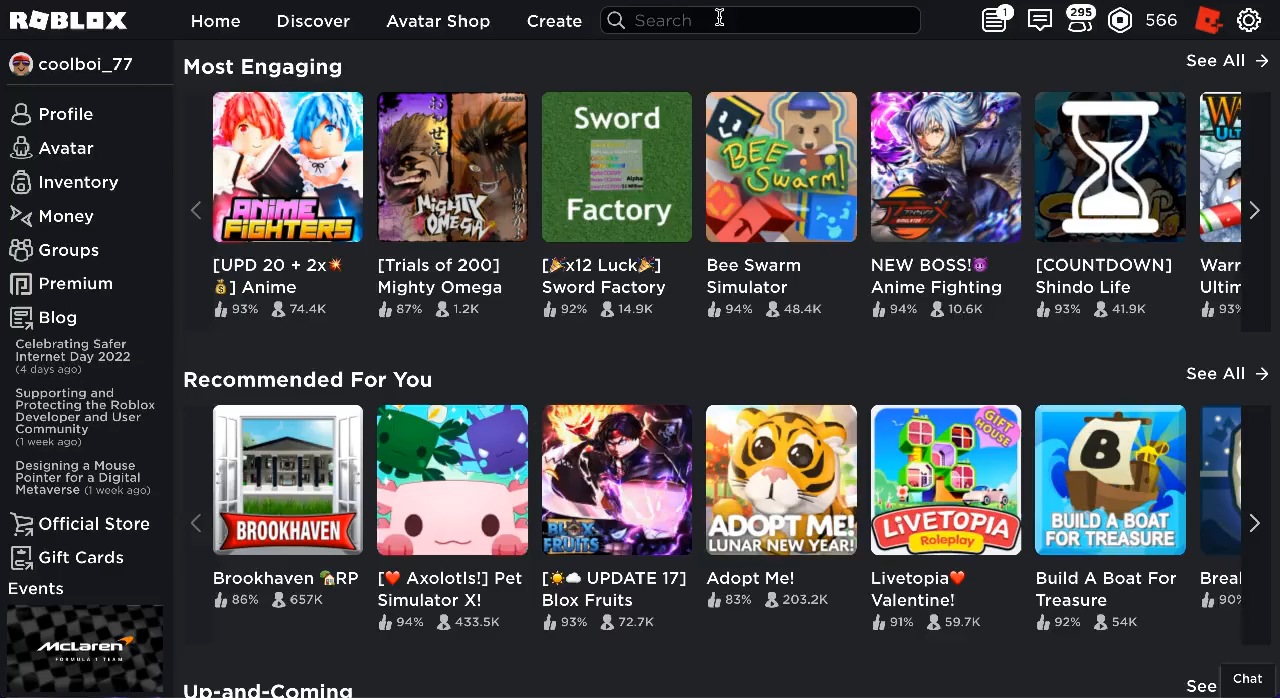 ROBLOX Home Discover Avatar Shop Create Search 1 295 566
coolboi_77
Profile
Avatar
Inventory
Money
Groups
Premium
Blog
Celebrating Safer
Internet Day 2022
(4 days ago)
Supporting and
Protecting the Roblox
Developer and User
Community
(1 week ago)
Designing a Mouse
Pointer for a Digital
Metaverse (1 week ago)
Official Store
Gift Cards
Events
McLaren
FORMULA 1 TEAM
Most Engaging See All →
ANIME
FIGHTERS
[UPD 20 + 2x💥
💰] Anime
93% 74.4K
MIGHTY
OMEGA
[Trials of 200]
Mighty Omega
87% 1.2K
Sword
Factory
[🎉x12 Luck🎉]
Sword Factory
92% 14.9K
BEE
SWARM!
Bee Swarm
Simulator
94% 48.4K
NEW BOSS!😈
Anime Fighting
94% 10.6K
[COUNTDOWN]
Shindo Life
93% 41.9K
WA
ULT
Warr
Ultim
93%
Recommended For You See All →
BROOKHAVEN
Brookhaven 🏡RP
86% 657K
[❤️ Axolotls!] Pet
Simulator X!
94% 433.5K
BLOX
FRUITS
[☀️☁️ UPDATE 17]
Blox Fruits
93% 72.7K
ADOPT ME!
LUNAR NEW YEAR!
Adopt Me!
83% 203.2K
GIFT
HOUSE
LIVETOPIA
Roleplay
Livetopia❤️
Valentine!
91% 59.7K
B
BUILD A BOAT
FOR TREASURE
Build A Boat For
Treasure
92% 54K
Breal
90%
Up-and-Coming See
Chat